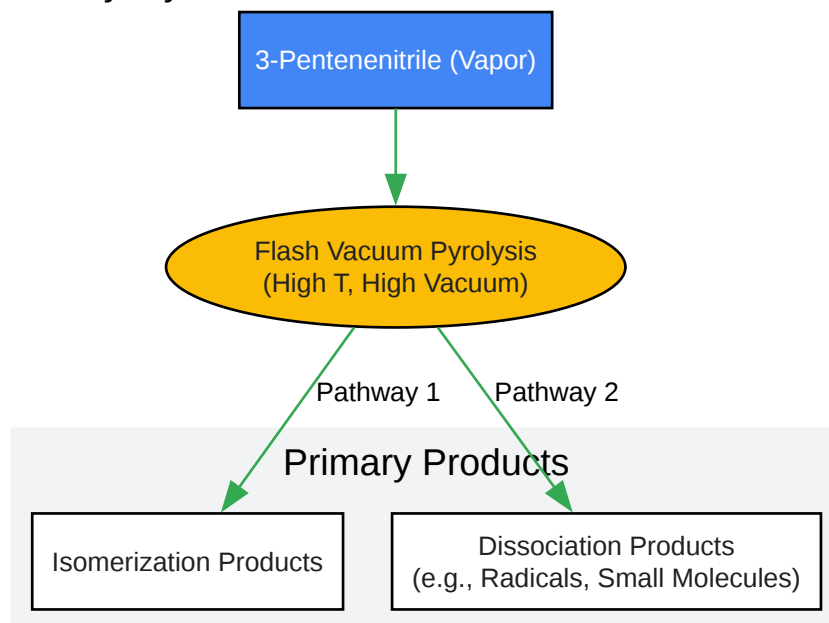 3-Pentenenitrile (Vapor)
Flash Vacuum Pyrolysis
(High T, High Vacuum)
Pathway 1
Pathway 2
Primary Products
Isomerization Products
Dissociation Products
(e.g., Radicals, Small Molecules)